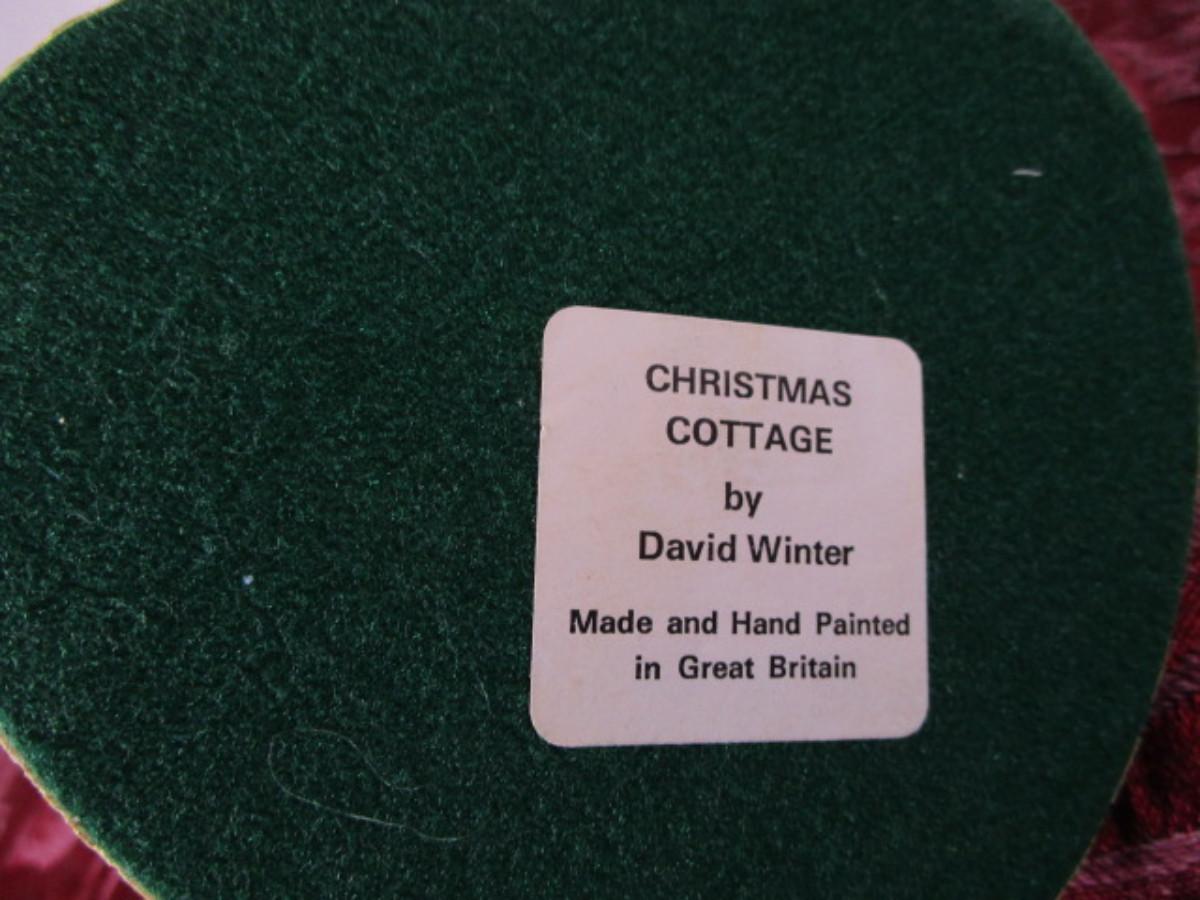 CHRISTMAS
COTTAGE
by
David Winter
Made and Hand Painted
in Great Britain